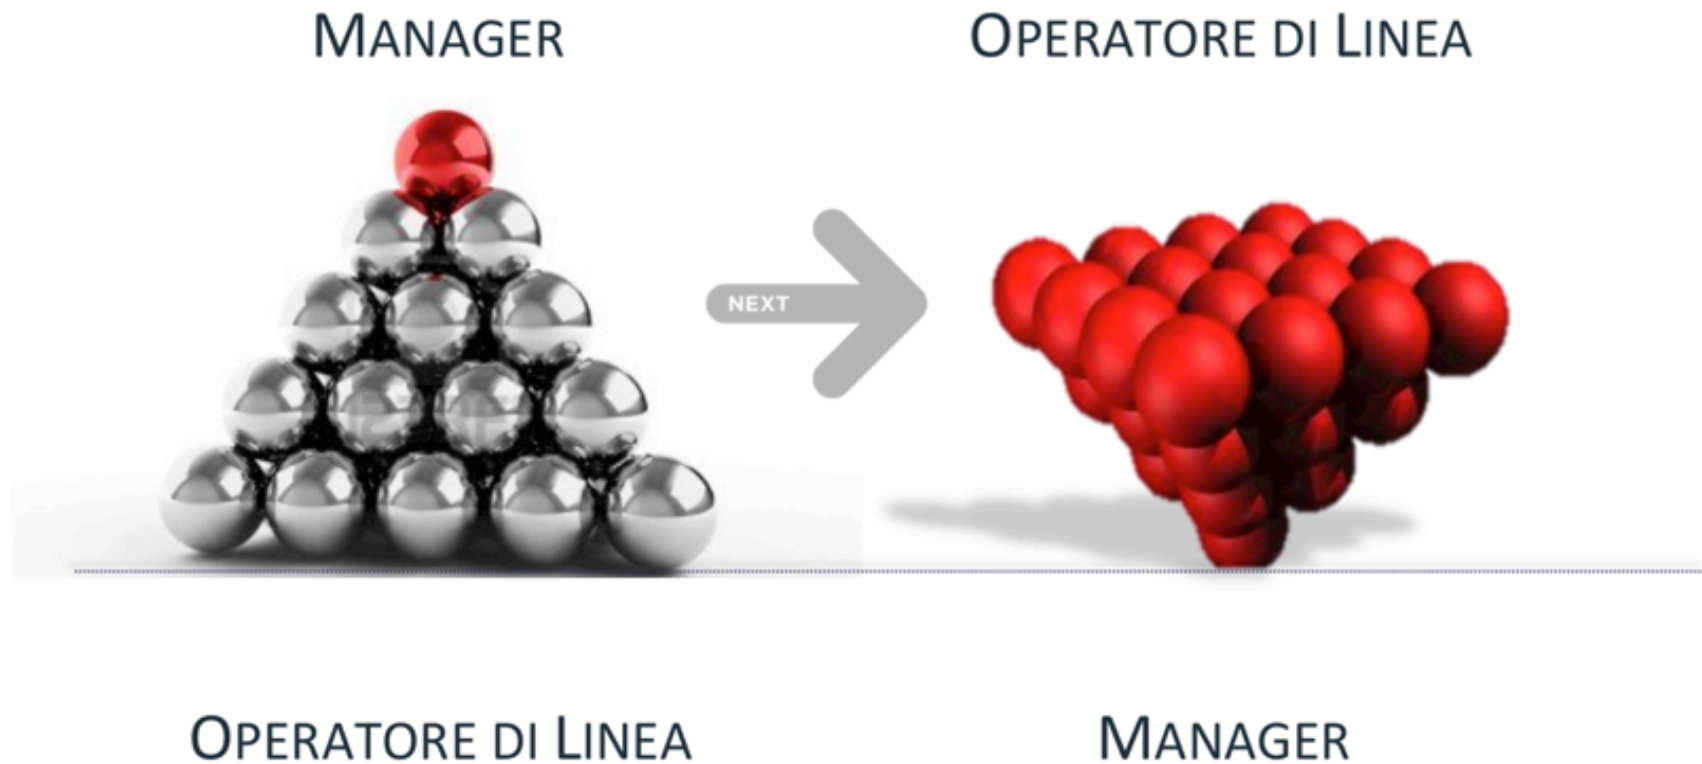 MANAGER
OPERATORE DI LINEA
NEXT
OPERATORE DI LINEA
MANAGER